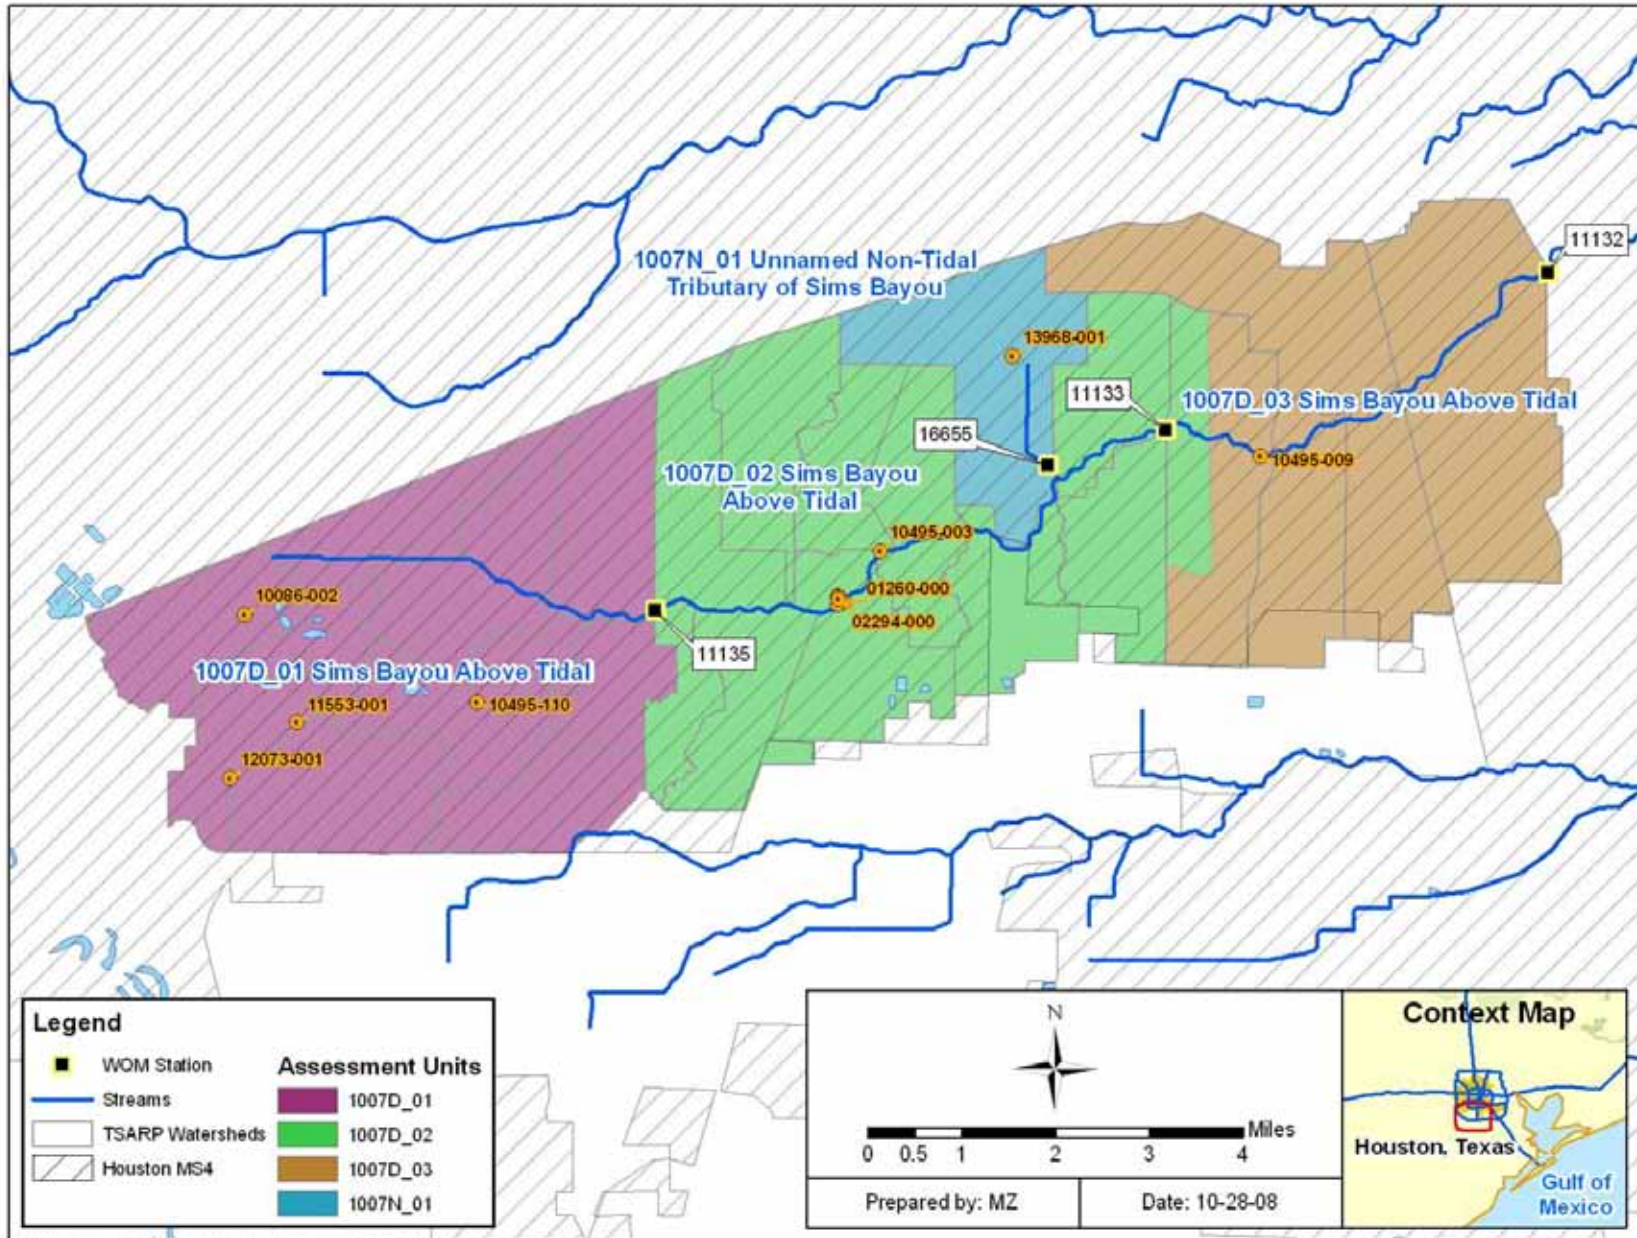 11132
1007N_01 Unnamed Non-Tidal
Tributary of Sims Bayou
13968-001
11133
1007D_03 Sims Bayou Above Tidal
16655
10495-009
1007D_02 Sims Bayou
Above Tidal
10495-003
10086-002
01260-000
02294-000
11135
1007D_01 Sims Bayou Above Tidal
11553-001
10495-110
12073-001
Legend
WQM Station
Streams
TSARP Watersheds
Houston MS4
Assessment Units
1007D_01
1007D_02
1007D_03
1007N_01
N
Miles
0 0.5 1 2 3 4
Prepared by: MZ
Date: 10-28-08
Context Map
Houston, Texas
Gulf of
Mexico